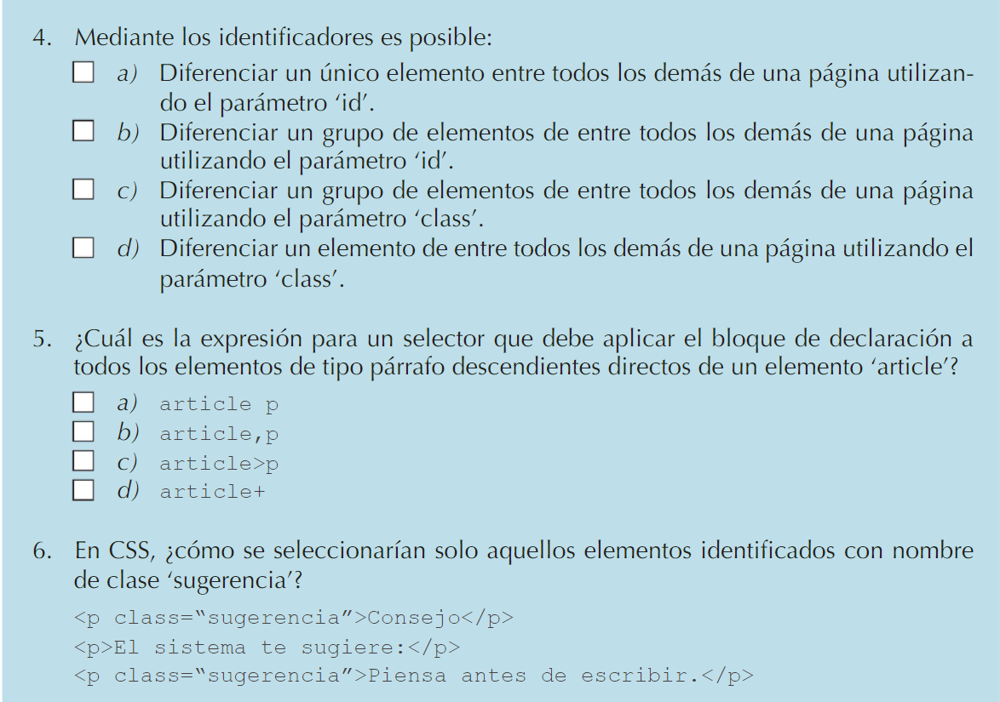 4. Mediante los identificadores es posible:
a) Diferenciar un único elemento entre todos los demás de una página utilizan-
do el parámetro ‘id’.
b) Diferenciar un grupo de elementos de entre todos los demás de una página
utilizando el parámetro ‘id’.
c) Diferenciar un grupo de elementos de entre todos los demás de una página
utilizando el parámetro ‘class’.
d) Diferenciar un elemento de entre todos los demás de una página utilizando el
parámetro ‘class’.
5. ¿Cuál es la expresión para un selector que debe aplicar el bloque de declaración a
todos los elementos de tipo párrafo descendientes directos de un elemento ‘article’?
a) article p
b) article,p
c) article>p
d) article+
6. En CSS, ¿cómo se seleccionarían solo aquellos elementos identificados con nombre
de clase ‘sugerencia’?
<p class=“sugerencia”>Consejo</p>
<p>El sistema te sugiere:</p>
<p class=“sugerencia”>Piensa antes de escribir.</p>